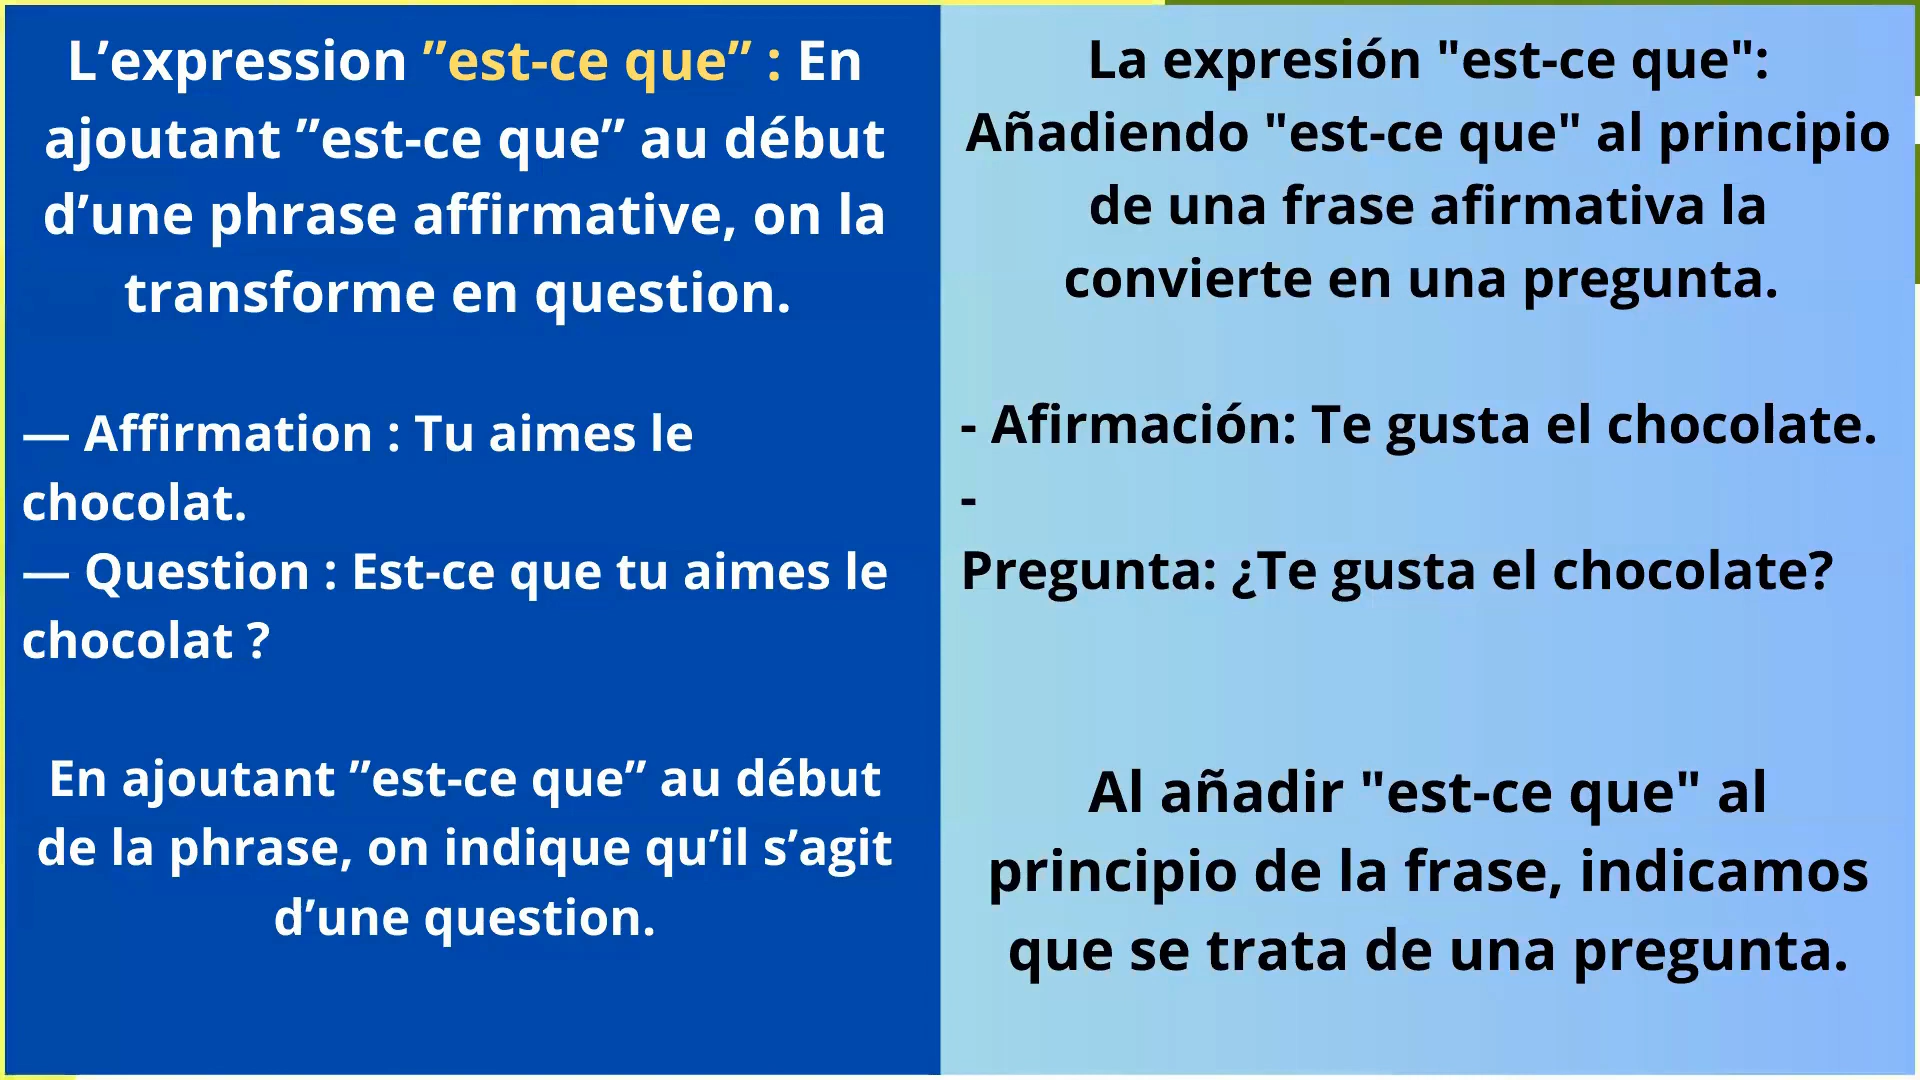 L’expression ”est-ce que” : En
ajoutant ”est-ce que” au début
d’une phrase affirmative, on la
transforme en question.
— Affirmation : Tu aimes le
chocolat.
— Question : Est-ce que tu aimes le
chocolat ?
En ajoutant ”est-ce que” au début
de la phrase, on indique qu’il s’agit
d’une question.
La expresión "est-ce que":
Añadiendo "est-ce que" al principio
de una frase afirmativa la
convierte en una pregunta.
- Afirmación: Te gusta el chocolate.
-
Pregunta: ¿Te gusta el chocolate?
Al añadir "est-ce que" al
principio de la frase, indicamos
que se trata de una pregunta.